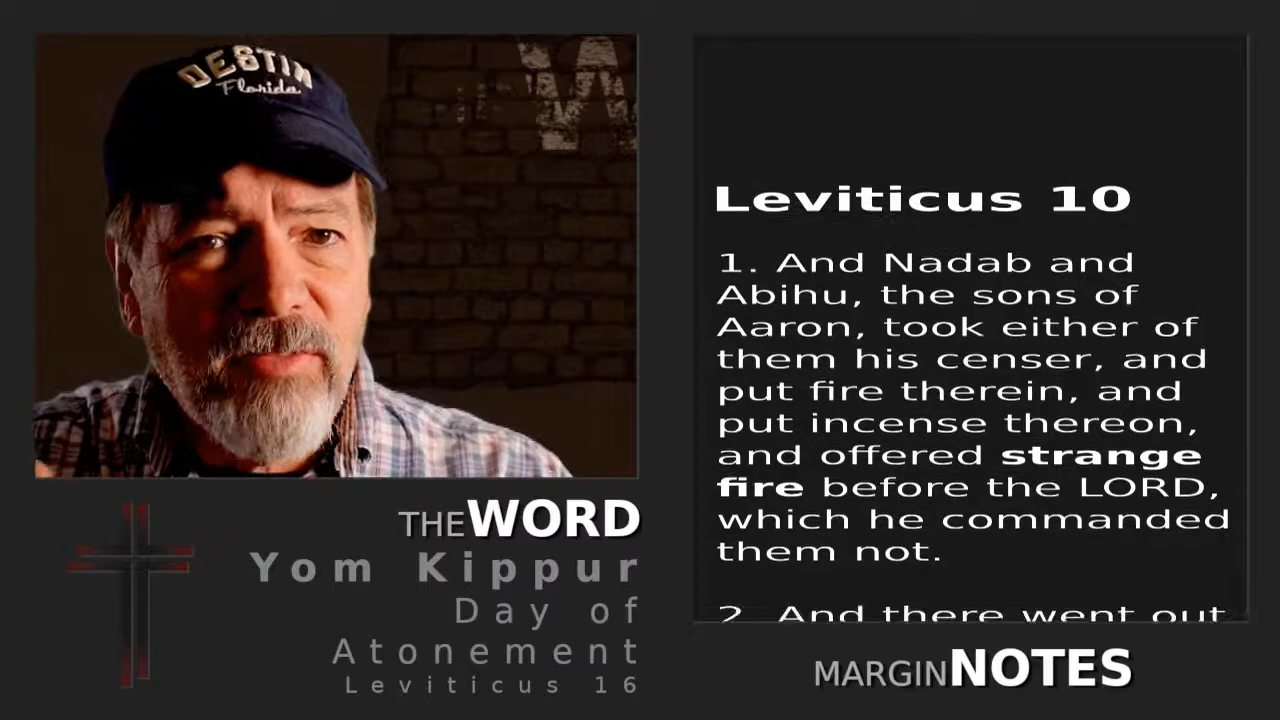 DESTIN
Florida
W
THEWORD
Yom Kippur
Day of
Atonement
Leviticus 16
Leviticus 10
1. And Nadab and
Abihu, the sons of
Aaron, took either of
them his censer, and
put fire therein, and
put incense thereon,
and offered strange
fire before the LORD,
which he commanded
them not.
2. And there went out
MARGINNOTES